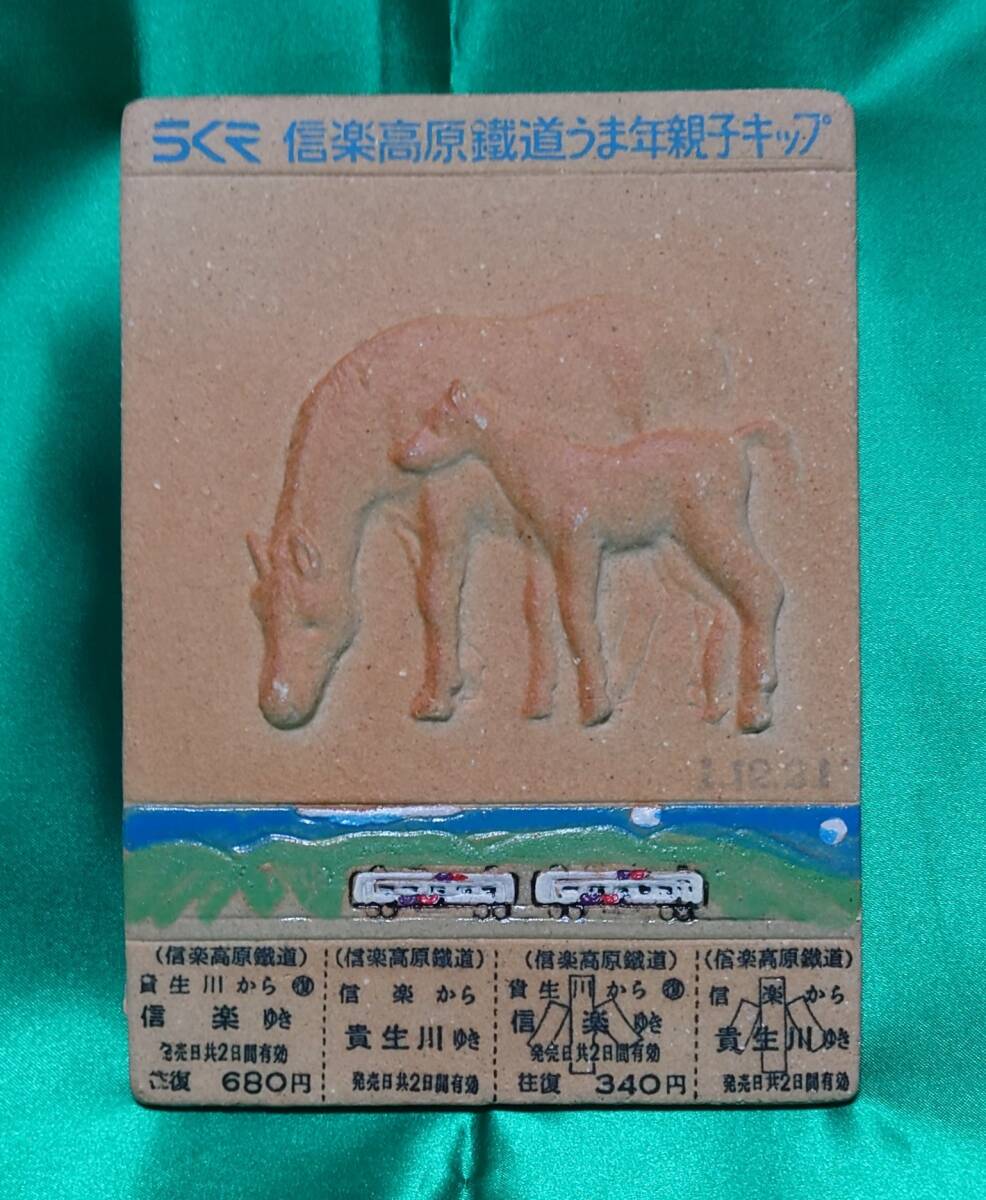 らくてつ 信楽高原鐵道うま年親子キップ
1.12.31
(信楽高原鐵道)
貴生川から ㊢
信楽ゆき
発売日共2日間有効
往復 680円
(信楽高原鐵道)
信楽から
貴生川ゆき
発売日共2日間有効
(信楽高原鐵道)
貴生川から ㊢
信楽ゆき
発売日共2日間有効
往復 340円
小
(信楽高原鐵道)
信楽から
貴生川ゆき
発売日共2日間有効
小